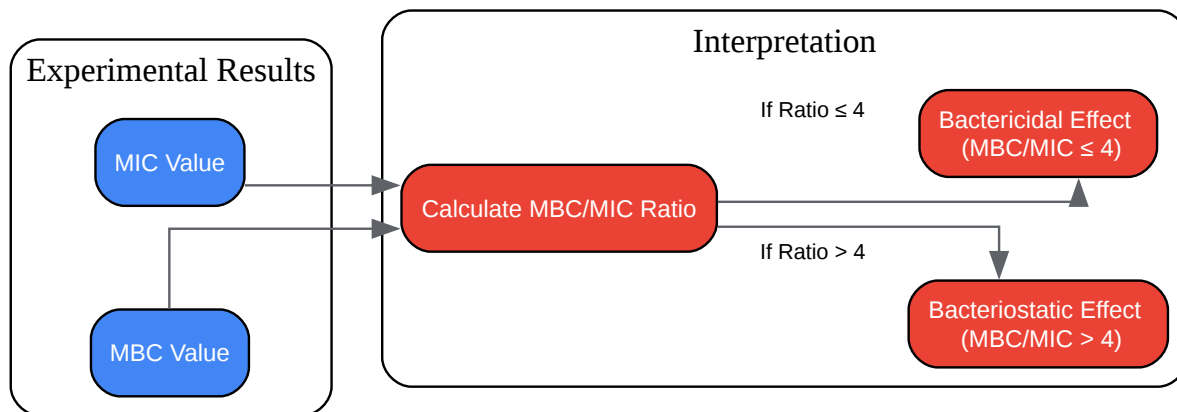 Experimental Results
MIC Value
MBC Value
Interpretation
Calculate MBC/MIC Ratio
If Ratio ≤ 4
Bactericidal Effect
(MBC/MIC ≤ 4)
If Ratio > 4
Bacteriostatic Effect
(MBC/MIC > 4)